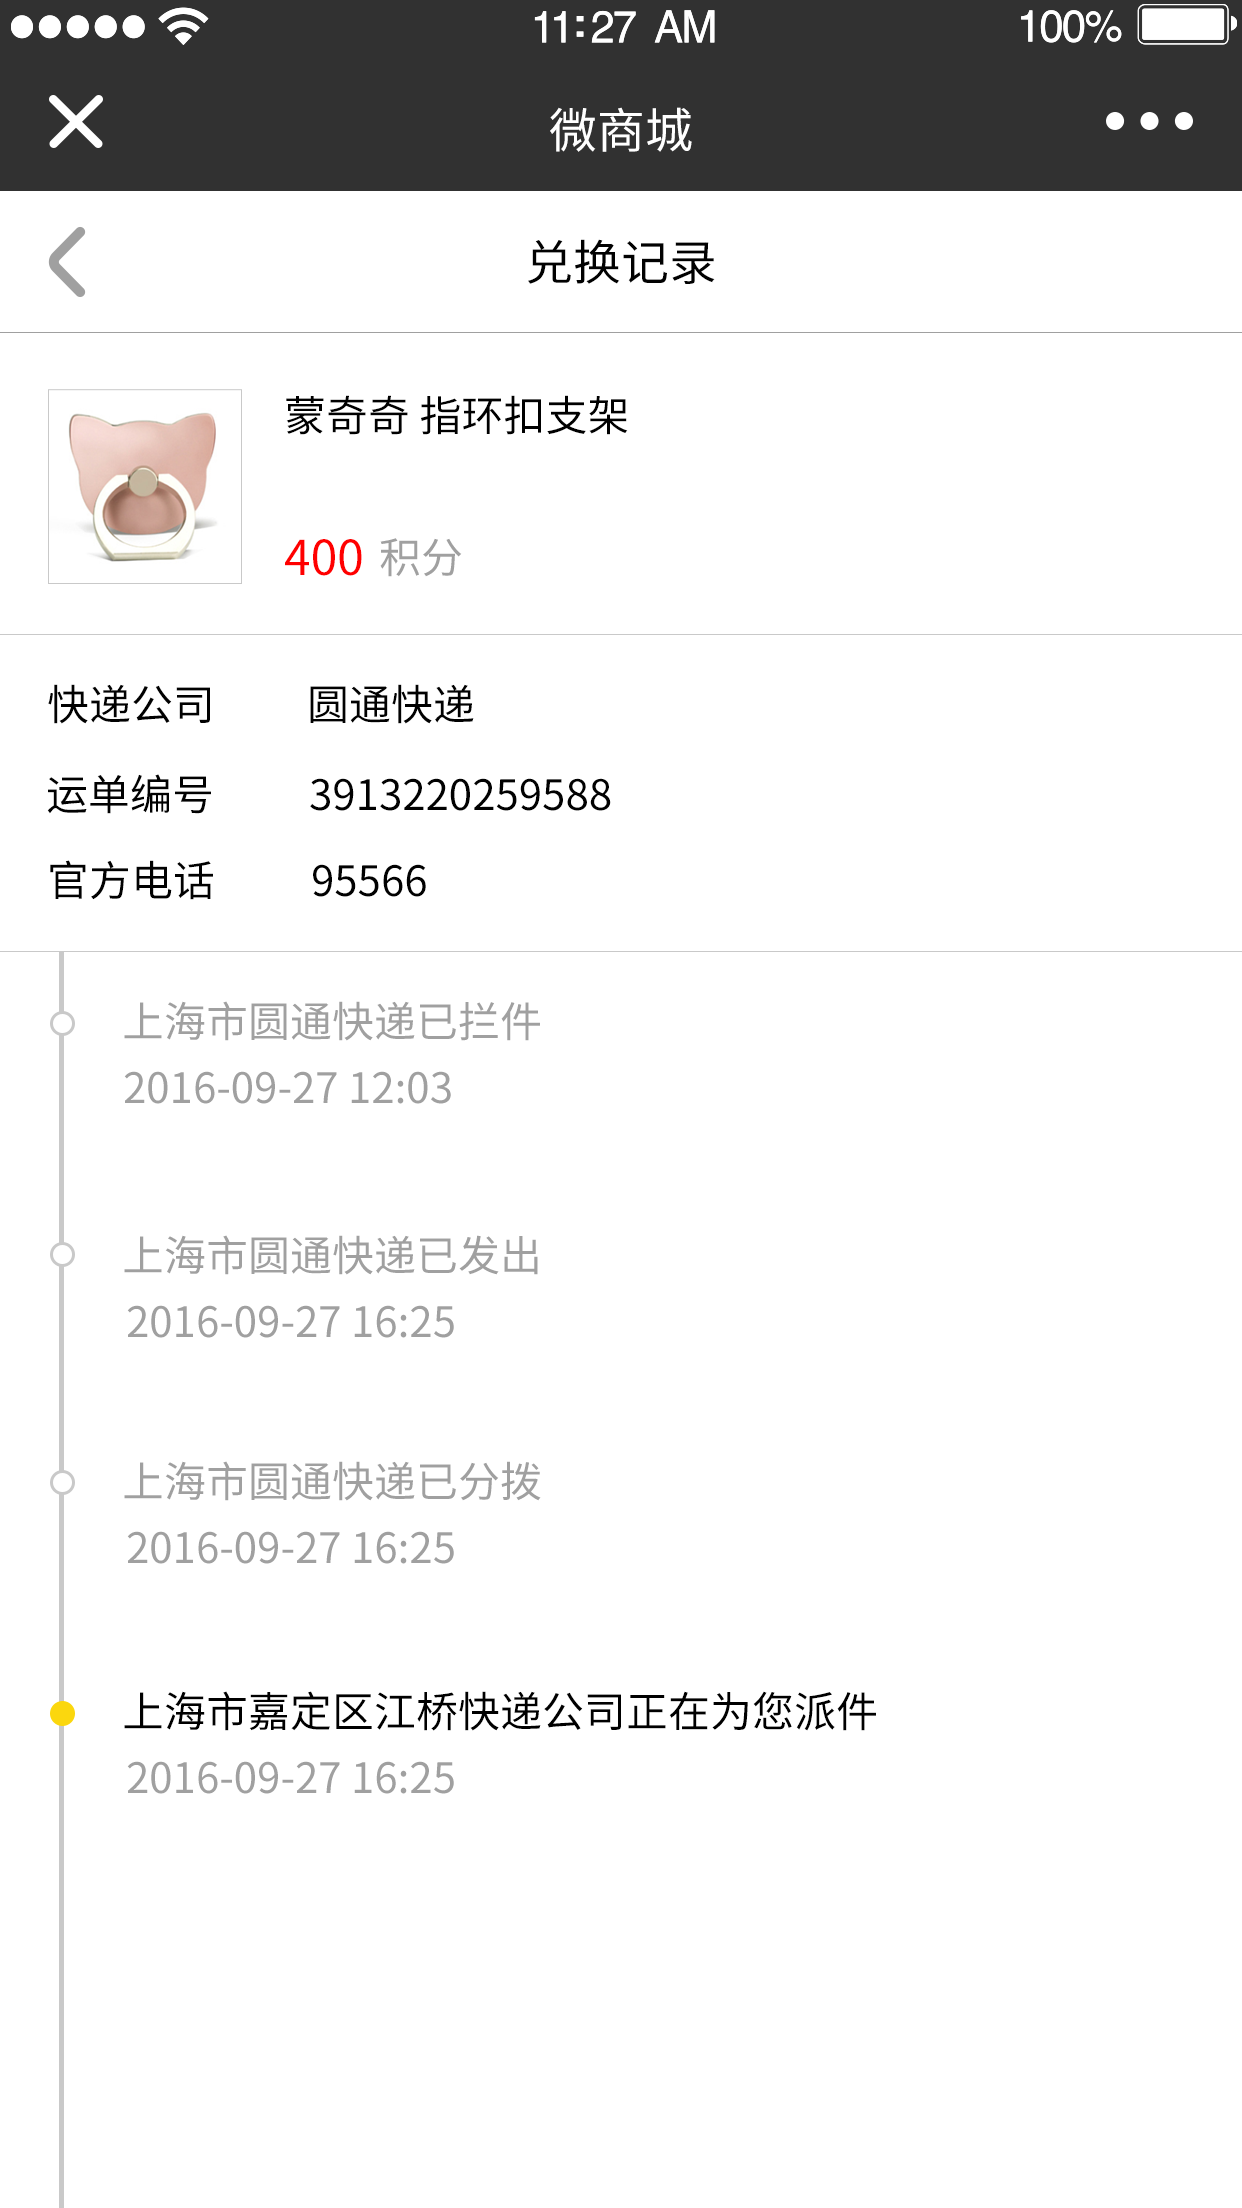 11:27 AM
100%
微商城
兑换记录
蒙奇奇 指环扣支架
400 积分
快递公司 圆通快递
运单编号 3913220259588
官方电话 95566
上海市圆通快递已拦件
2016-09-27 12:03
上海市圆通快递已发出
2016-09-27 16:25
上海市圆通快递已分拨
2016-09-27 16:25
上海市嘉定区江桥快递公司正在为您派件
2016-09-27 16:25